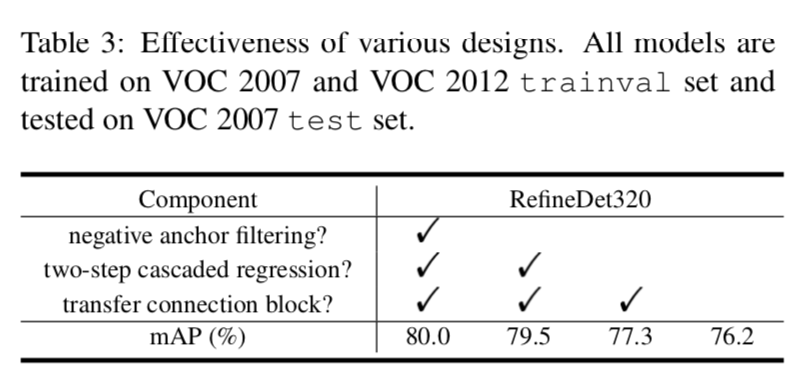 Table 3: Effectiveness of various designs. All models are
trained on VOC 2007 and VOC 2012 trainval set and
tested on VOC 2007 test set.
Component RefineDet320
negative anchor filtering? ✓
two-step cascaded regression? ✓ ✓
transfer connection block? ✓ ✓ ✓
mAP (%) 80.0 79.5 77.3 76.2